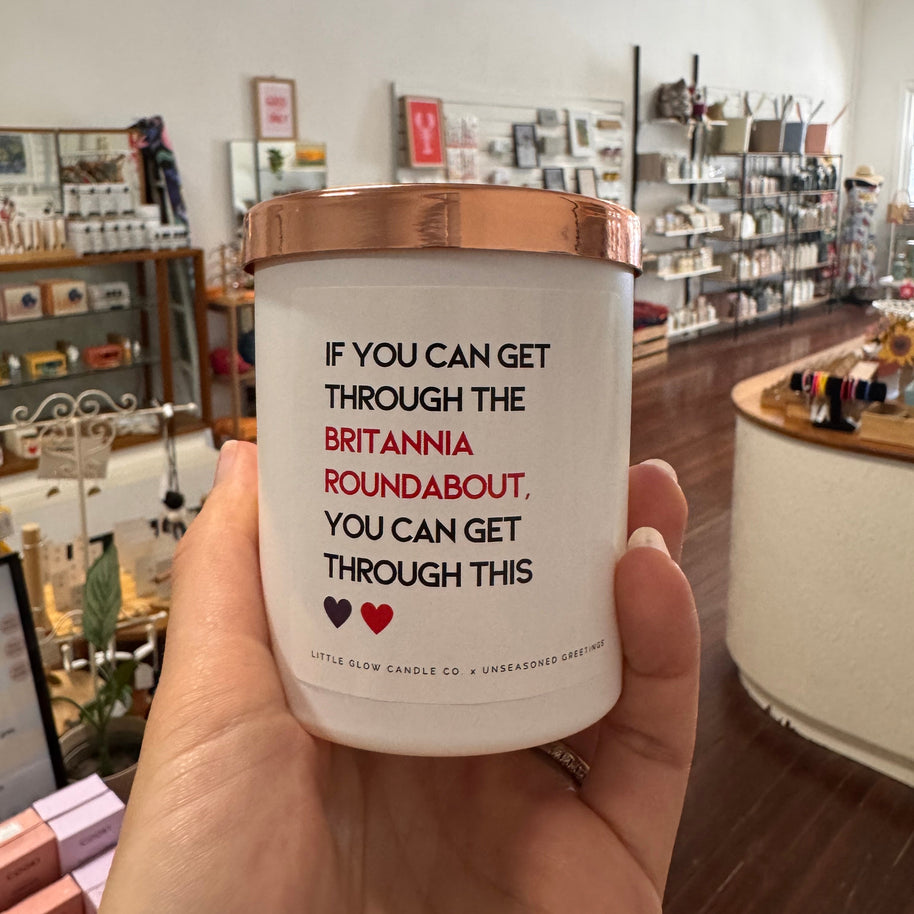 IF YOU CAN GET
THROUGH THE
BRITANNIA
ROUNDABOUT,
YOU CAN GET
THROUGH THIS
LITTLE GLOW CANDLE CO. x UNSEASONED GREETINGS